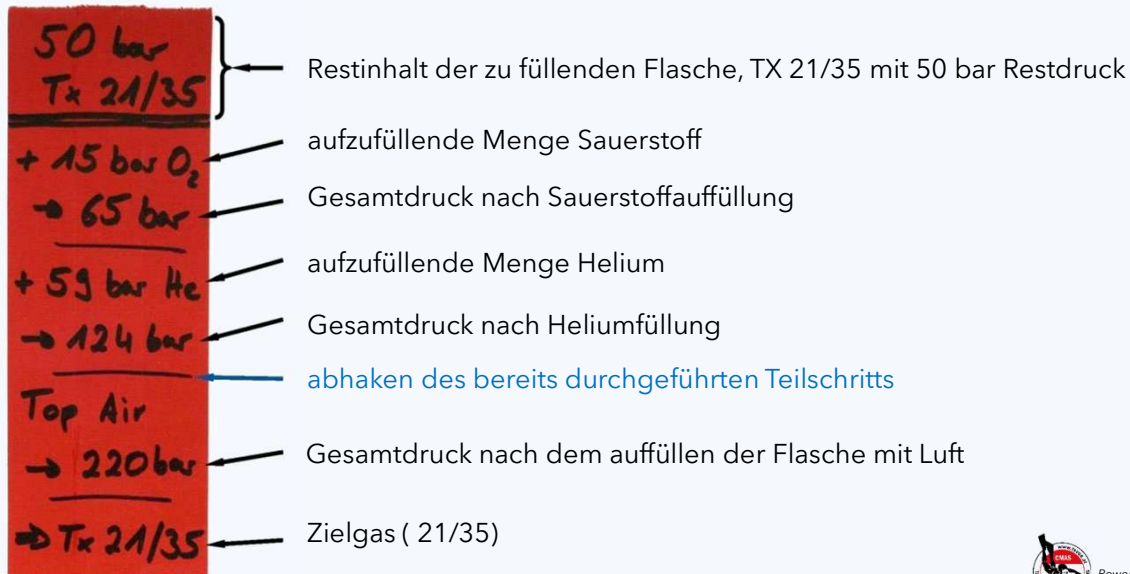 50 bar
Tx 21/35
Restinhalt der zu füllenden Flasche, TX 21/35 mit 50 bar Restdruck
+ 15 bar O₂
aufzufüllende Menge Sauerstoff
→ 65 bar
Gesamtdruck nach Sauerstoffauffüllung
+ 59 bar He
aufzufüllende Menge Helium
→ 124 bar
Gesamtdruck nach Heliumfüllung
abhaken des bereits durchgeführten Teilschritts
Top Air
→ 220 bar
Gesamtdruck nach dem auffüllen der Flasche mit Luft
⇒ Tx 21/35
Zielgas ( 21/35)
CMAS